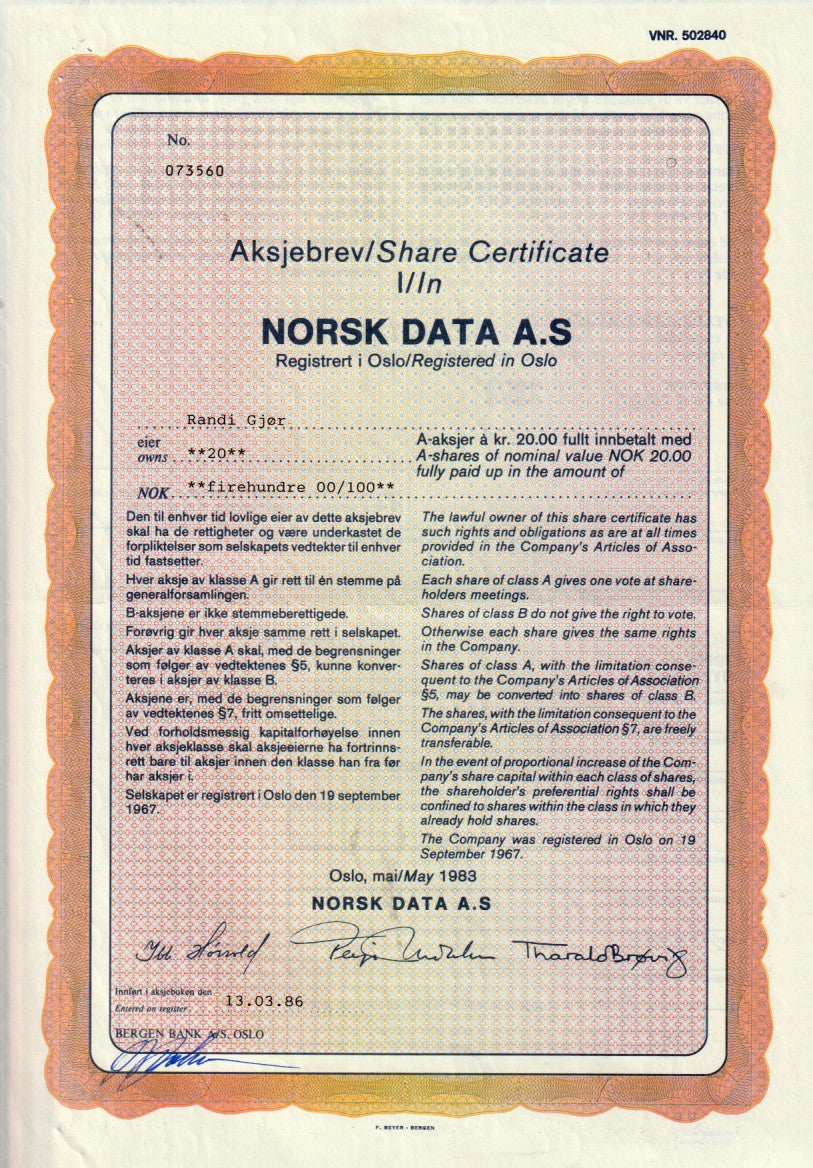 VNR. 502840
No.
073560
Aksjebrev/Share Certificate
I/In
NORSK DATA A.S
Registrert i Oslo/Registered in Oslo
Randi Gjør
eier
owns **20**
A-aksjer à kr. 20.00 fullt innbetalt med
A-shares of nominal value NOK 20.00
fully paid up in the amount of
NOK **firehundre 00/100**
Den til enhver tid lovlige eier av dette aksjebrev
skal ha de rettigheter og være underkastet de
forpliktelser som selskapets vedtekter til enhver
tid fastsetter.
Hver aksje av klasse A gir rett til én stemme på
generalforsamlingen.
B-aksjene er ikke stemmeberettigede.
Forøvrig gir hver aksje samme rett i selskapet.
Aksjer av klasse A skal, med de begrensninger
som følger av vedtektenes §5, kunne konver-
teres i aksjer av klasse B.
Aksjene er, med de begrensninger som følger
av vedtektenes §7, fritt omsettelige.
Ved forholdsmessig kapitalforhøyelse innen
hver aksjeklasse skal aksjeeierne ha fortrinns-
rett bare til aksjer innen den klasse han fra før
har aksjer i.
Selskapet er registrert i Oslo den 19 september
1967.
The lawful owner of this share certificate has
such rights and obligations as are at all times
provided in the Company's Articles of Asso-
ciation.
Each share of class A gives one vote at share-
holders meetings.
Shares of class B do not give the right to vote.
Otherwise each share gives the same rights
in the Company.
Shares of class A, with the limitation conse-
quent to the Company's Articles of Association
§5, may be converted into shares of class B.
The shares, with the limitation consequent to the
Company's Articles of Association §7, are freely
transferable.
In the event of proportional increase of the Com-
pany's share capital within each class of shares,
the shareholder's preferential rights shall be
confined to shares within the class in which they
already hold shares.
The Company was registered in Oslo on 19
September 1967.
Oslo, mai/May 1983
NORSK DATA A.S
Tharald Brøvig
Innført i aksjeboken den
Entered on register 13.03.86
BERGEN BANK A/S. OSLO
F. BEYER - BERGEN